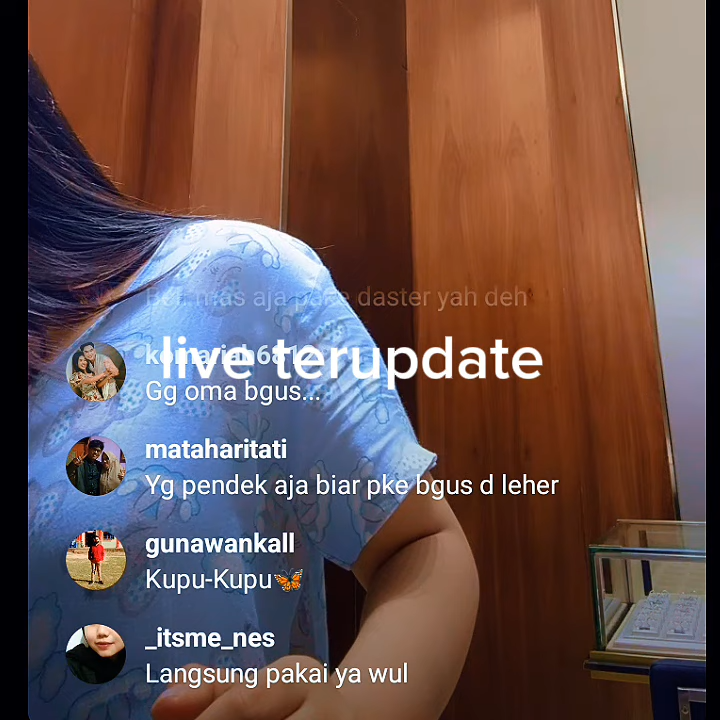 mas aja pake daster yah deh
live terupdate
Gg oma bgus...
mataharitati
Yg pendek aja biar pke bgus d leher
gunawankall
Kupu-Kupu🦋
_itsme_nes
Langsung pakai ya wul